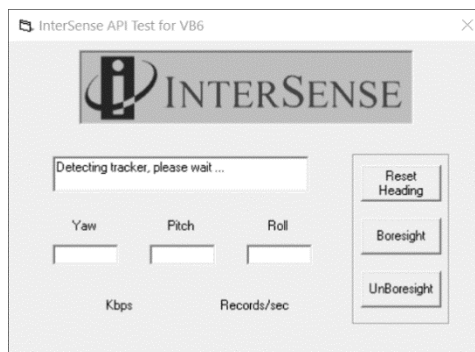 InterSense API Test for VB6
INTERSENSE
Detecting tracker, please wait ...
Reset
Heading
Yaw
Pitch
Roll
Boresight
UnBoresight
Kbps
Records/sec